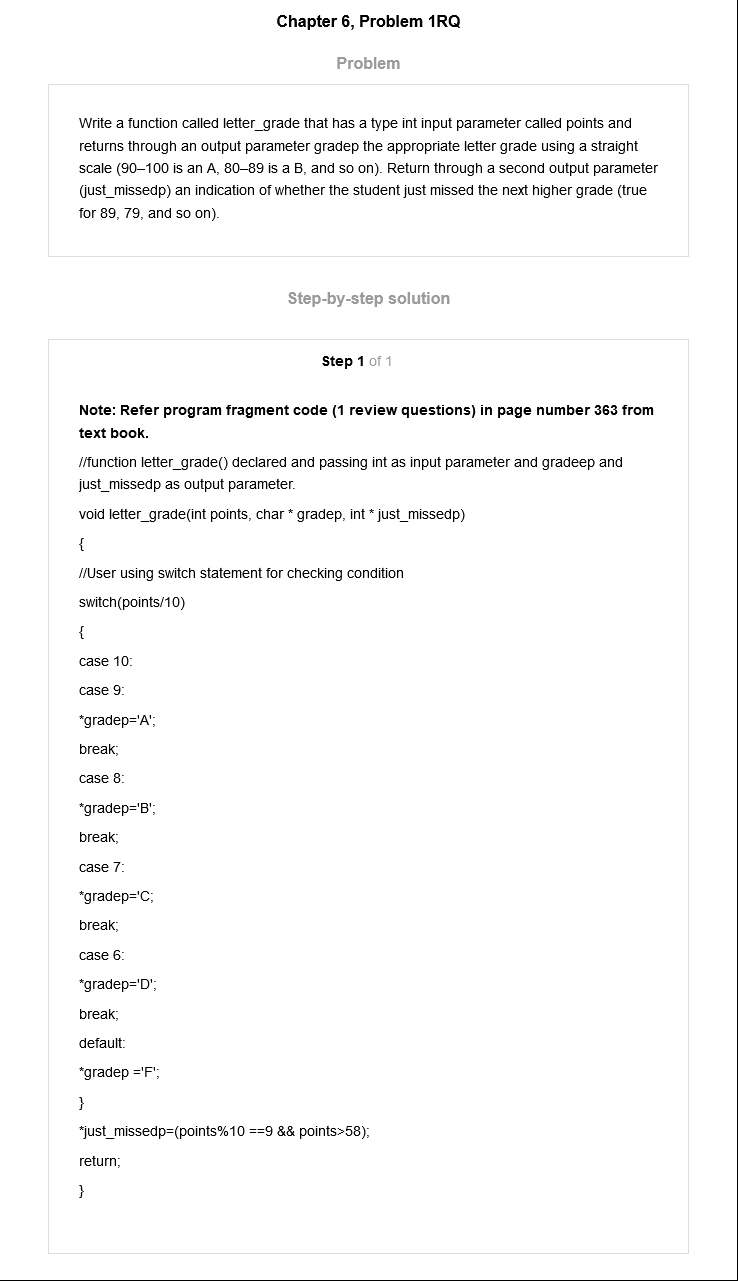 Chapter 6, Problem 1RQ
Problem
Write a function called letter_grade that has a type int input parameter called points and
returns through an output parameter gradep the appropriate letter grade using a straight
scale (90–100 is an A, 80–89 is a B, and so on). Return through a second output parameter
(just_missedp) an indication of whether the student just missed the next higher grade (true
for 89, 79, and so on).
Step-by-step solution
Step 1 of 1
Note: Refer program fragment code (1 review questions) in page number 363 from
text book.
//function letter_grade() declared and passing int as input parameter and gradeep and
just_missedp as output parameter.
void letter_grade(int points, char * gradep, int * just_missedp)
{
//User using switch statement for checking condition
switch(points/10)
{
case 10:
case 9:
*gradep='A';
break;
case 8:
*gradep='B';
break;
case 7:
*gradep='C;
break;
case 6:
*gradep='D';
break;
default:
*gradep ='F';
}
*just_missedp=(points%10 ==9 && points>58);
return;
}